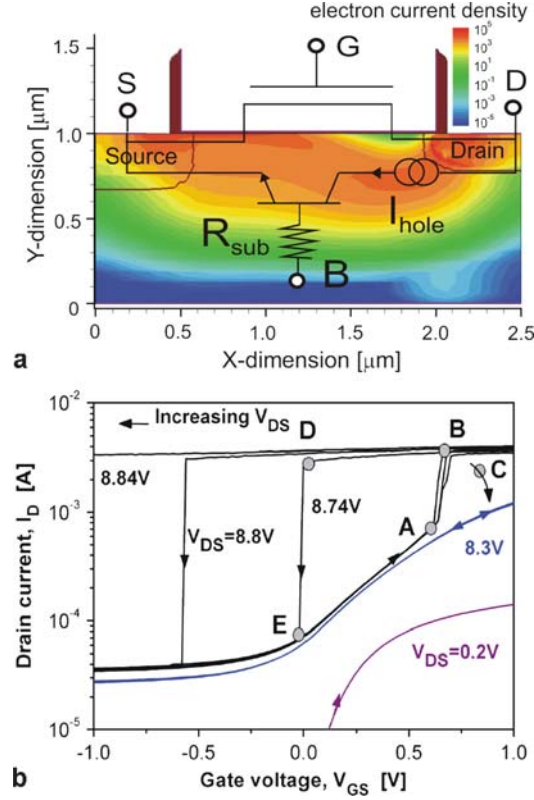 electron current density
10^5
10^3
10^1
10^-1
10^-3
10^-5
1.5
1.0
0.5
0
Y-dimension [µm]
G
S
D
Source
Drain
I_hole
R_sub
B
0
0.5
1.0
1.5
2.0
2.5
X-dimension [µm]
a
10^-2
10^-3
10^-4
10^-5
Drain current, I_D [A]
Increasing V_DS
8.84V
V_DS=8.8V
D
8.74V
B
C
A
8.3V
E
V_DS=0.2V
-1.0
-0.5
0.0
0.5
1.0
Gate voltage, V_GS [V]
b